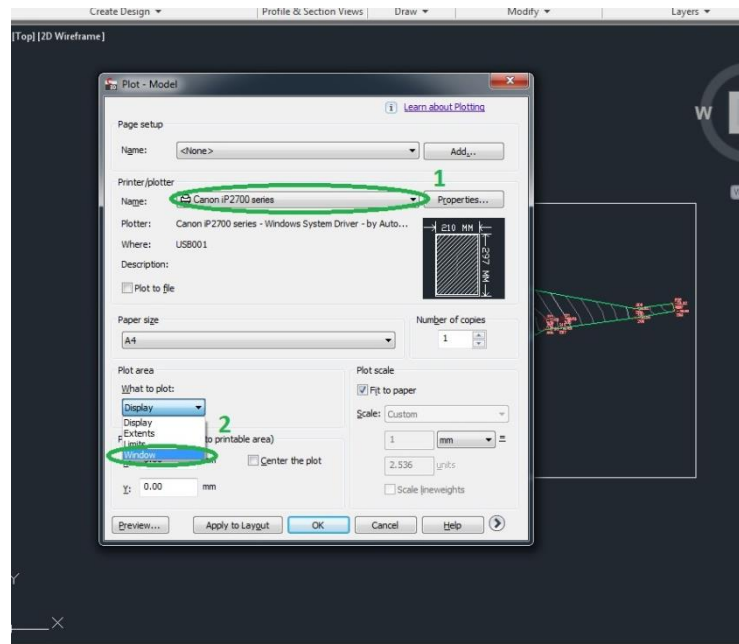 Create Design Profile & Section Views Draw Modify Layers
[Top] [2D Wireframe]
Plot - Model
Learn about Plotting
Page setup
Name: <None> Add...
W
Printer/plotter
1
Name: Canon iP2700 series Properties...
Plotter: Canon iP2700 series - Windows System Driver - by Auto...
210 MM
Where: USB001
297 MM
Description:
Plot to file
Paper size
Number of copies
A4
1
Plot area
Plot scale
What to plot:
Fit to paper
Display
Scale: Custom
Display
2
Extents
Limits
to printable area)
1 mm =
Window
mm
Center the plot
2.536 units
Y: 0.00 mm
Scale lineweights
Preview... Apply to Layout OK Cancel Help
Y
X